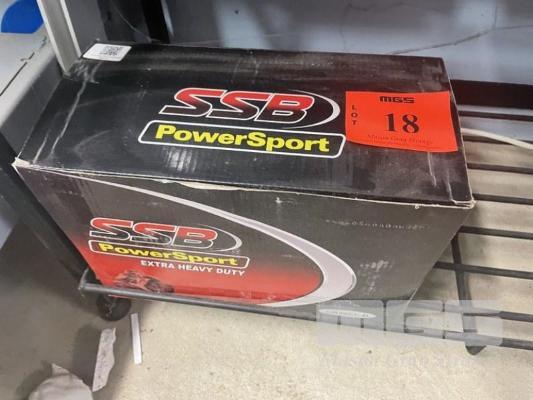 SSB
PowerSport
MGS
LOT
18
SSB
PowerSport
EXTRA HEAVY DUTY
MGS